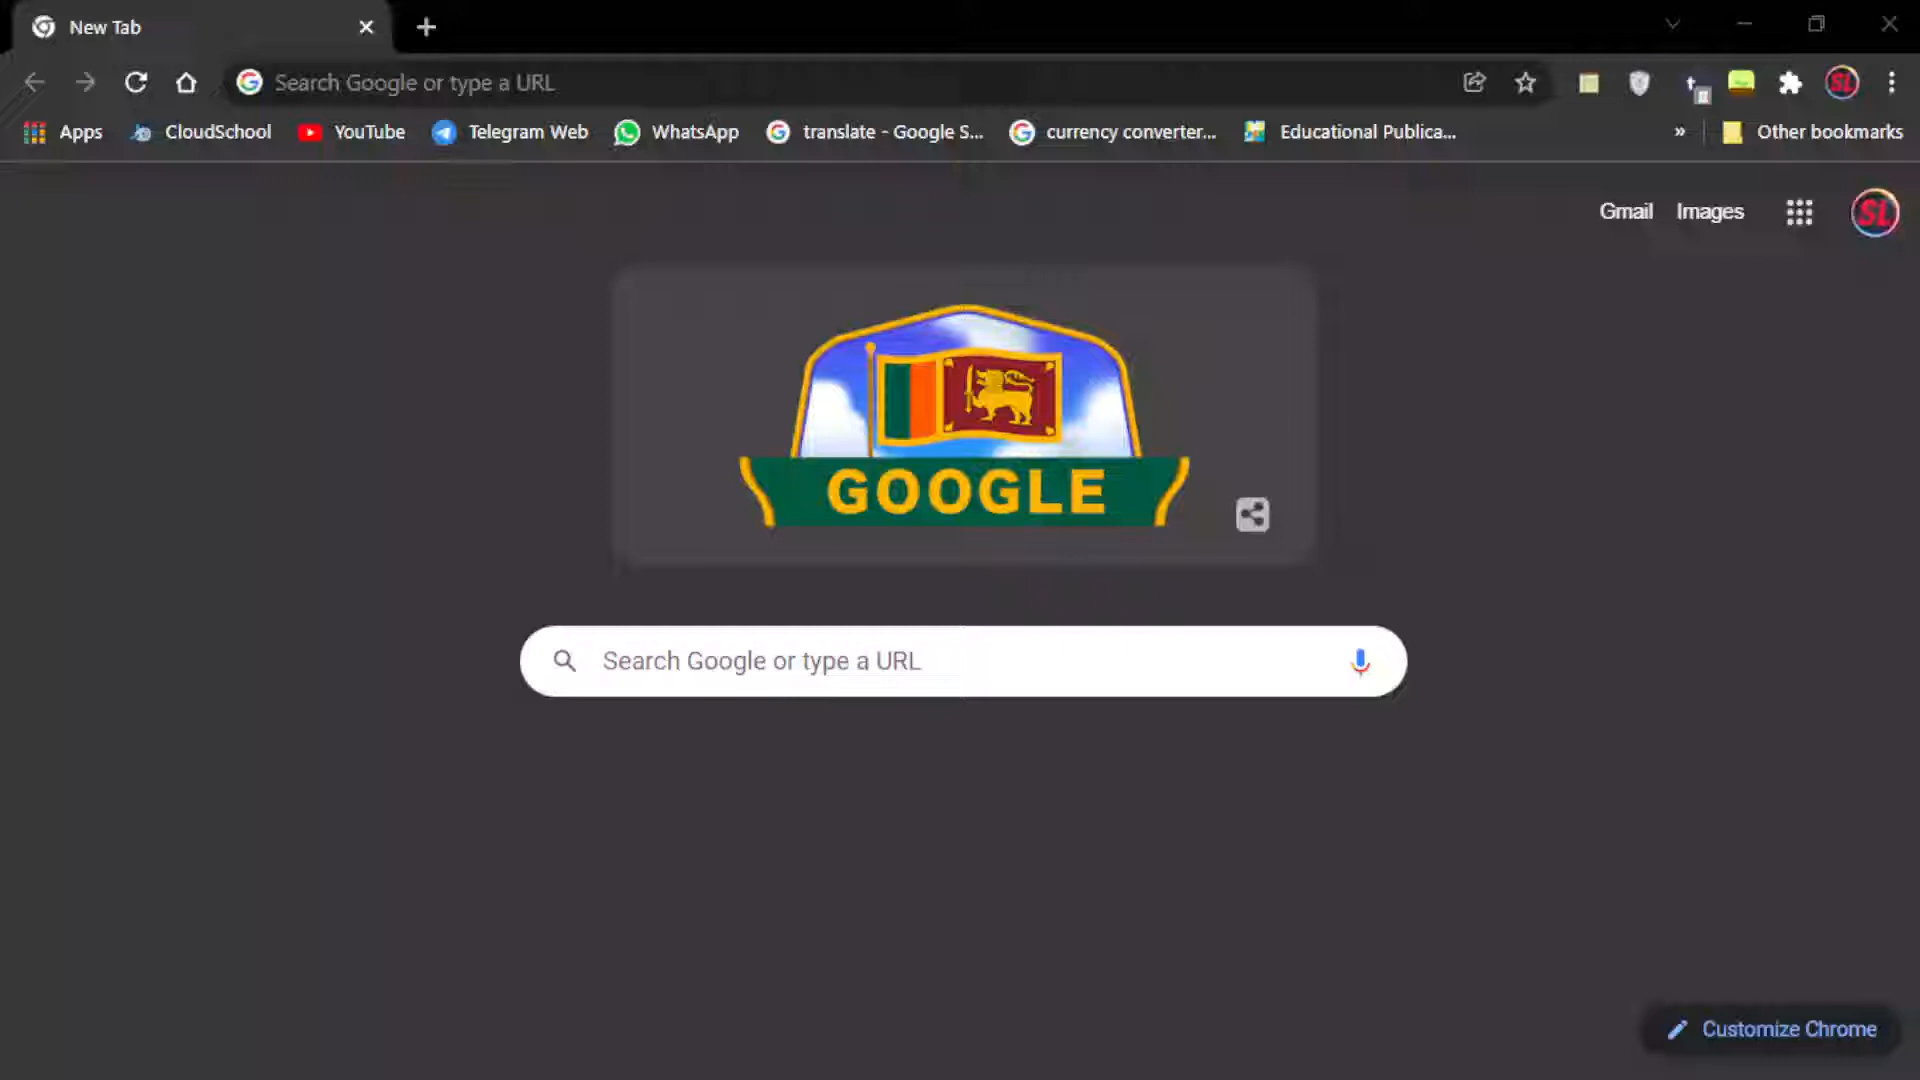 New Tab
Search Google or type a URL
Apps CloudSchool YouTube Telegram Web WhatsApp translate - Google S... currency converter... Educational Publica... » Other bookmarks
Gmail Images SL
GOOGLE
Search Google or type a URL
Customize Chrome